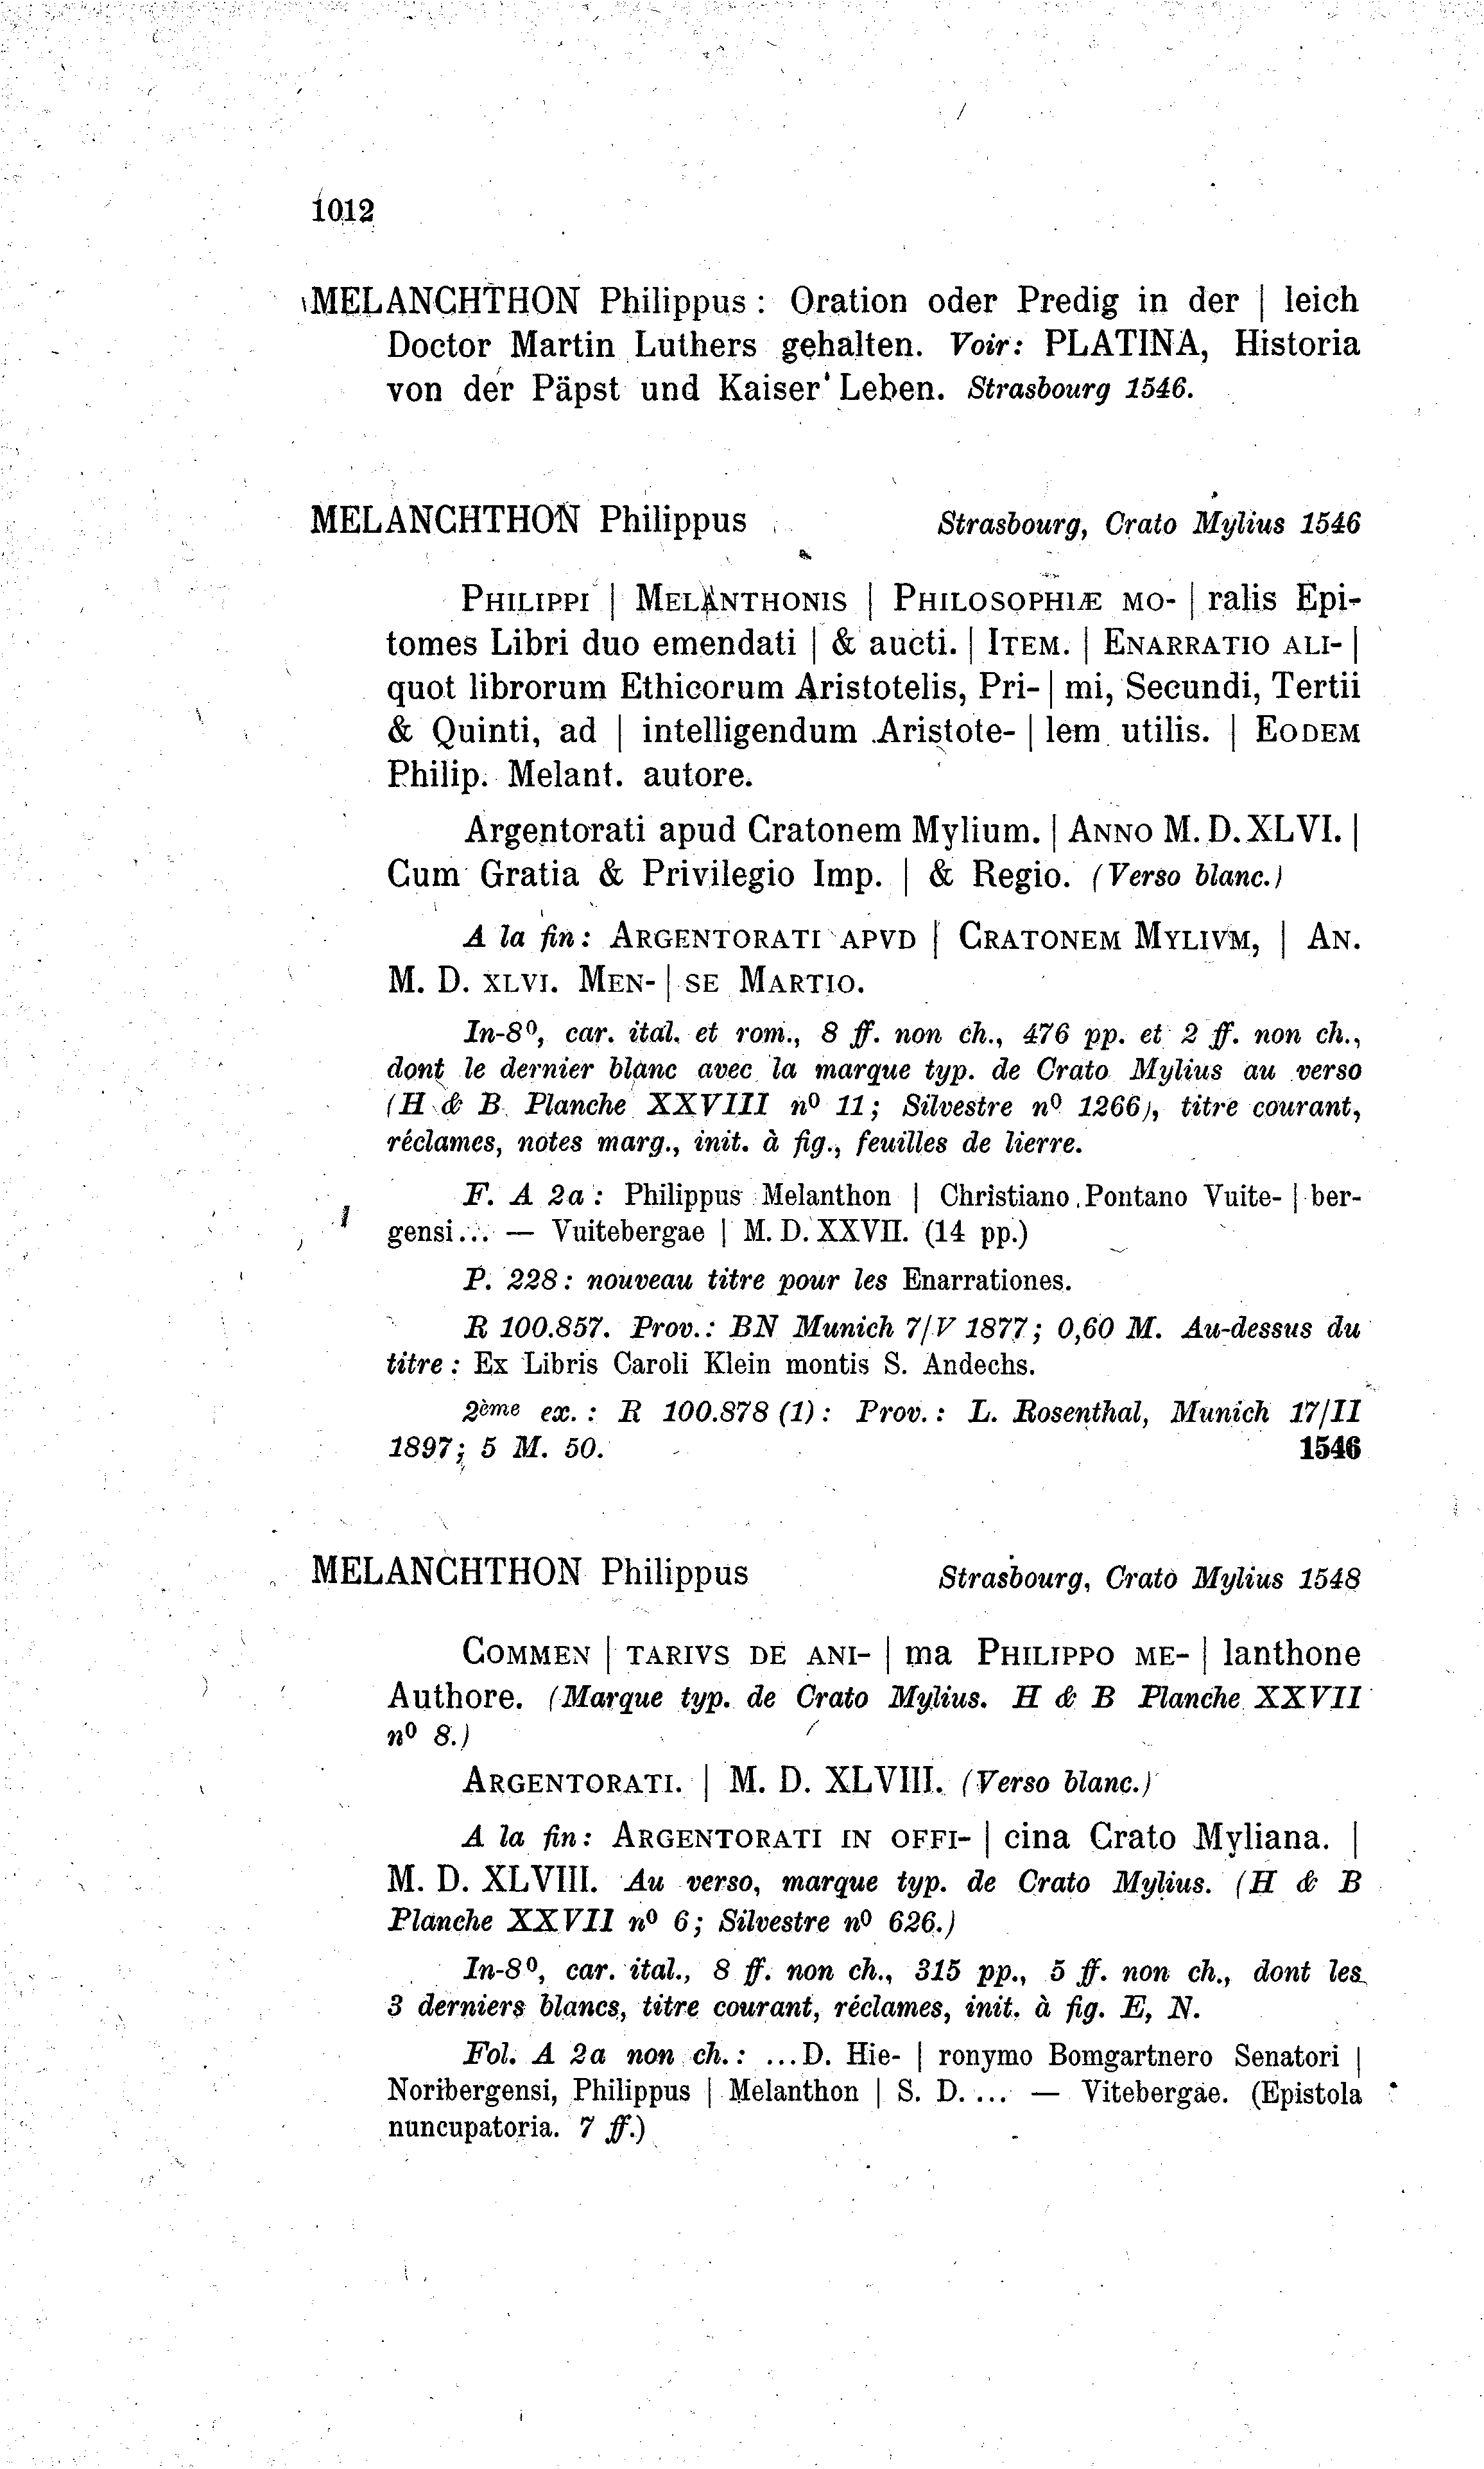 1012
MELANCHTHON Philippus: Oration oder Predig in der | leich
Doctor Martin Luthers gehalten. Voir: PLATINA, Historia
von der Päpst und Kaiser' Leben. Strasbourg 1546.
MELANCHTHON Philippus Strasbourg, Crato Mylius 1546
PHILIPPI | MELANTHONIS | PHILOSOPHIÆ MO- | ralis Epi-
tomes Libri duo emendati | & aucti. | ITEM. | ENARRATIO ALI- |
quot librorum Ethicorum Aristotelis, Pri- | mi, Secundi, Tertii
& Quinti, ad | intelligendum Aristote- | lem utilis. | EODEM
Philip. Melant. autore.
Argentorati apud Cratonem Mylium. | ANNO M. D. XLVI. |
Cum Gratia & Privilegio Imp. | & Regio. (Verso blanc.)
A la fin: ARGENTORATI APVD | CRATONEM MYLIVM, | AN.
M. D. XLVI. MEN- | SE MARTIO.
In-8º, car. ital. et rom., 8 ff. non ch., 476 pp. et 2 ff. non ch.,
dont le dernier blanc avec la marque typ. de Crato Mylius au verso
(H & B Planche XXVIII nº 11; Silvestre nº 1266), titre courant,
réclames, notes marg., init. à fig., feuilles de lierre.
F. A 2a: Philippus Melanthon | Christiano Pontano Vuite- | ber-
gensi... — Vuitebergae | M. D. XXVII. (14 pp.)
P. 228: nouveau titre pour les Enarrationes.
R 100.857. Prov.: BN Munich 7/V 1877; 0,60 M. Au-dessus du
titre: Ex Libris Caroli Klein montis S. Andechs.
2ème ex.: R 100.878 (1): Prov.: L. Rosenthal, Munich 17/II
1897; 5 M. 50. 1546
MELANCHTHON Philippus Strasbourg, Crato Mylius 1548
COMMEN | TARIVS DE ANI- | ma PHILIPPO ME- | lanthone
Authore. (Marque typ. de Crato Mylius. H & B Planche XXVII
nº 8.)
ARGENTORATI. | M. D. XLVIII. (Verso blanc.)
A la fin: ARGENTORATI IN OFFI- | cina Crato Myliana. |
M. D. XLVIII. Au verso, marque typ. de Crato Mylius. (H & B
Planche XXVII nº 6; Silvestre nº 626.)
In-8º, car. ital., 8 ff. non ch., 315 pp., 5 ff. non ch., dont les
3 derniers blancs, titre courant, réclames, init. à fig. E, N.
Fol. A 2a non ch.: ...D. Hie- | ronymo Bomgartnero Senatori |
Noribergensi, Philippus | Melanthon | S. D. ... — Vitebergae. (Epistola
nuncupatoria. 7 ff.)